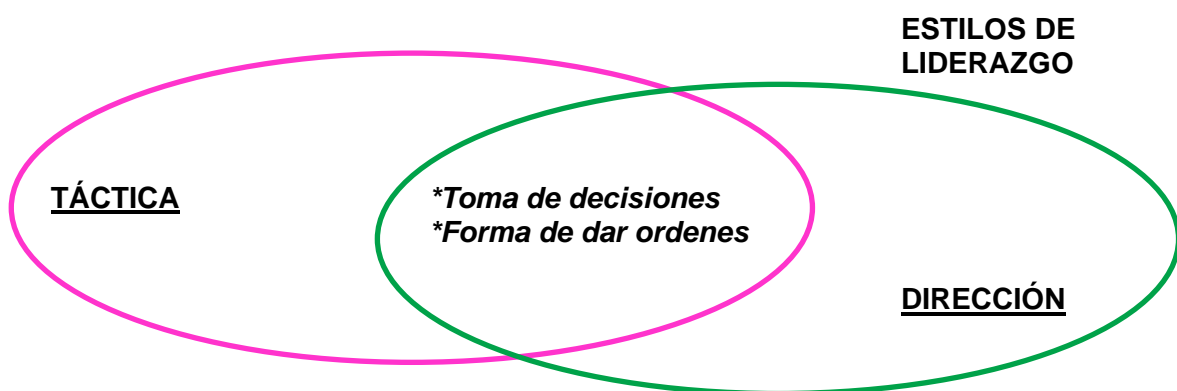 ESTILOS DE
LIDERAZGO
TÁCTICA
*Toma de decisiones
*Forma de dar ordenes
DIRECCIÓN